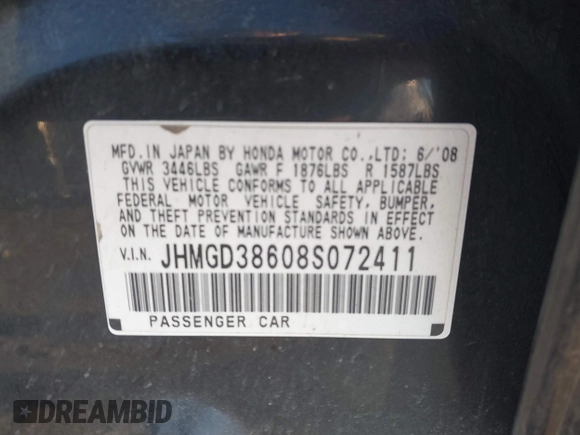 MFD.IN JAPAN BY HONDA MOTOR CO.,LTD; 6/'08
GVWR 3446LBS GAWR F 1876LBS R 1587LBS
THIS VEHICLE CONFORMS TO ALL APPLICABLE
FEDERAL MOTOR VEHICLE SAFETY, BUMPER,
AND THEFT PREVENTION STANDARDS IN EFFECT
ON THE DATE OF MANUFACTURE SHOWN ABOVE.
V.I.N. JHMGD38608S072411
PASSENGER CAR
DREAMBID